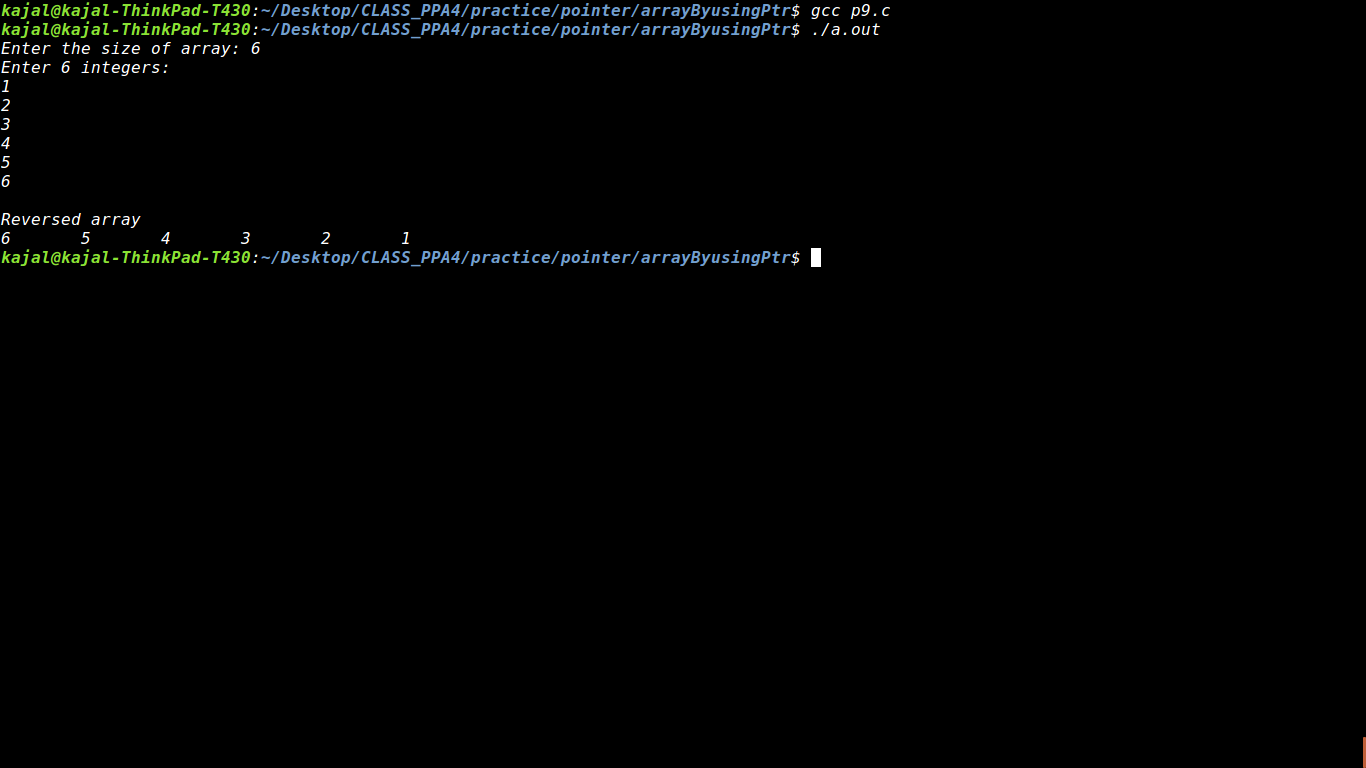 kajal@kajal-ThinkPad-T430:~/Desktop/CLASS_PPA4/practice/pointer/arrayByusingPtr$ gcc p9.c
kajal@kajal-ThinkPad-T430:~/Desktop/CLASS_PPA4/practice/pointer/arrayByusingPtr$ ./a.out
Enter the size of array: 6
Enter 6 integers:
1
2
3
4
5
6
Reversed array
6       5       4       3       2       1
kajal@kajal-ThinkPad-T430:~/Desktop/CLASS_PPA4/practice/pointer/arrayByusingPtr$